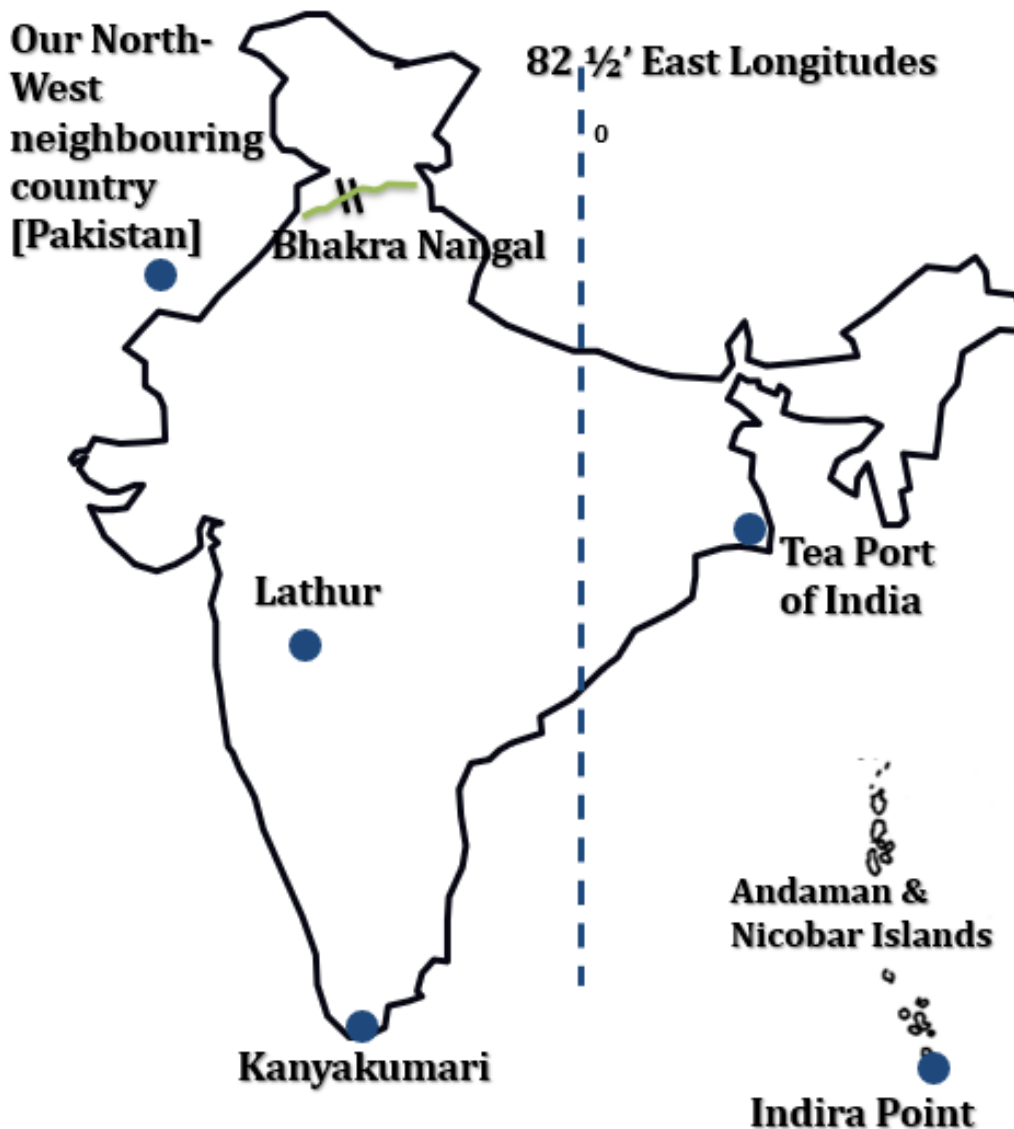 Our North-
West
neighbouring
country
[Pakistan]
82 ½' East Longitudes
0
Bhakra Nangal
Tea Port
of India
Lathur
Andaman &
Nicobar Islands
Kanyakumari
Indira Point